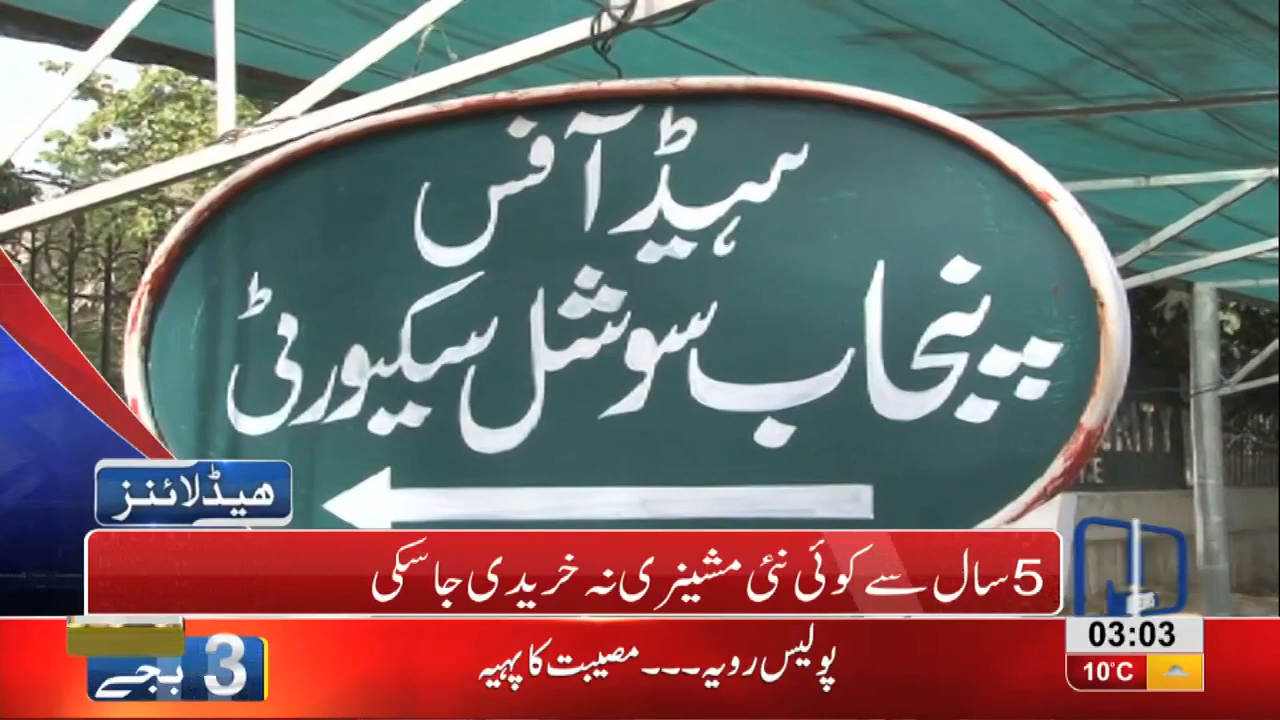 ہیڈ آفس
پنجاب سوشل سکیورٹی
ھیڈلائنز
5 سال سے کوئی نئی مشینری نہ خریدی جا سکی
03:03
3 بجے
پولیس رویہ ۔۔۔ مصیبت کا پہیہ
10°C